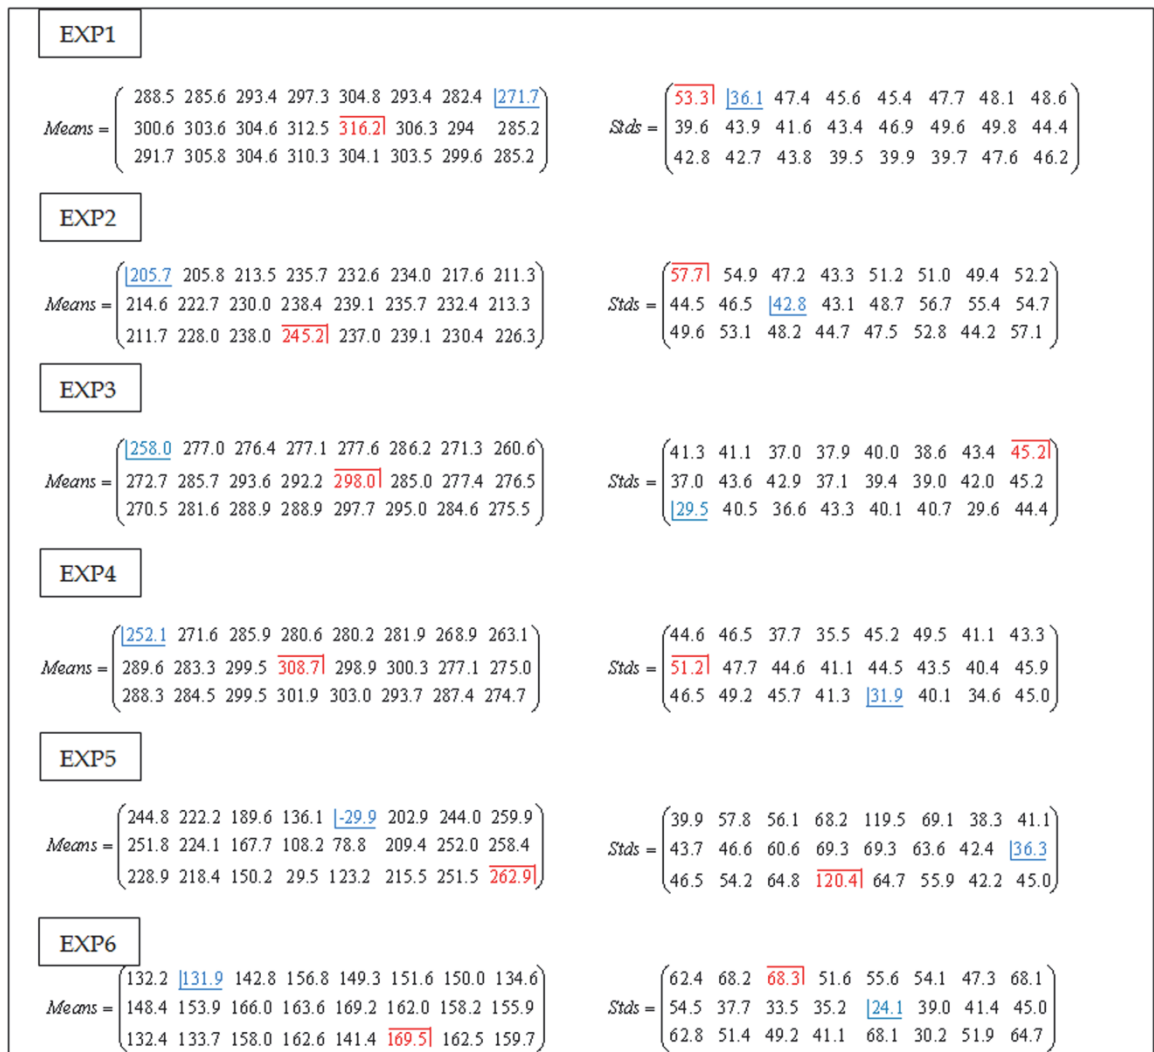 EXP1
288.5 285.6 293.4 297.3 304.8 293.4 282.4 271.7
Means = 300.6 303.6 304.6 312.5 316.2 306.3 294 285.2
291.7 305.8 304.6 310.3 304.1 303.5 299.6 285.2
53.3 36.1 47.4 45.6 45.4 47.7 48.1 48.6
Stds = 39.6 43.9 41.6 43.4 46.9 49.6 49.8 44.4
42.8 42.7 43.8 39.5 39.9 39.7 47.6 46.2
EXP2
205.7 205.8 213.5 235.7 232.6 234.0 217.6 211.3
Means = 214.6 222.7 230.0 238.4 239.1 235.7 232.4 213.3
211.7 228.0 238.0 245.2 237.0 239.1 230.4 226.3
57.7 54.9 47.2 43.3 51.2 51.0 49.4 52.2
Stds = 44.5 46.5 42.8 43.1 48.7 56.7 55.4 54.7
49.6 53.1 48.2 44.7 47.5 52.8 44.2 57.1
EXP3
258.0 277.0 276.4 277.1 277.6 286.2 271.3 260.6
Means = 272.7 285.7 293.6 292.2 298.0 285.0 277.4 276.5
270.5 281.6 288.9 288.9 297.7 295.0 284.6 275.5
41.3 41.1 37.0 37.9 40.0 38.6 43.4 45.2
Stds = 37.0 43.6 42.9 37.1 39.4 39.0 42.0 45.2
29.5 40.5 36.6 43.3 40.1 40.7 29.6 44.4
EXP4
252.1 271.6 285.9 280.6 280.2 281.9 268.9 263.1
Means = 289.6 283.3 299.5 308.7 298.9 300.3 277.1 275.0
288.3 284.5 299.5 301.9 303.0 293.7 287.4 274.7
44.6 46.5 37.7 35.5 45.2 49.5 41.1 43.3
Stds = 51.2 47.7 44.6 41.1 44.5 43.5 40.4 45.9
46.5 49.2 45.7 41.3 31.9 40.1 34.6 45.0
EXP5
244.8 222.2 189.6 136.1 -29.9 202.9 244.0 259.9
Means = 251.8 224.1 167.7 108.2 78.8 209.4 252.0 258.4
228.9 218.4 150.2 29.5 123.2 215.5 251.5 262.9
39.9 57.8 56.1 68.2 119.5 69.1 38.3 41.1
Stds = 43.7 46.6 60.6 69.3 69.3 63.6 42.4 36.3
46.5 54.2 64.8 120.4 64.7 55.9 42.2 45.0
EXP6
132.2 131.9 142.8 156.8 149.3 151.6 150.0 134.6
Means = 148.4 153.9 166.0 163.6 169.2 162.0 158.2 155.9
132.4 133.7 158.0 162.6 141.4 169.5 162.5 159.7
62.4 68.2 68.3 51.6 55.6 54.1 47.3 68.1
Stds = 54.5 37.7 33.5 35.2 24.1 39.0 41.4 45.0
62.8 51.4 49.2 41.1 68.1 30.2 51.9 64.7